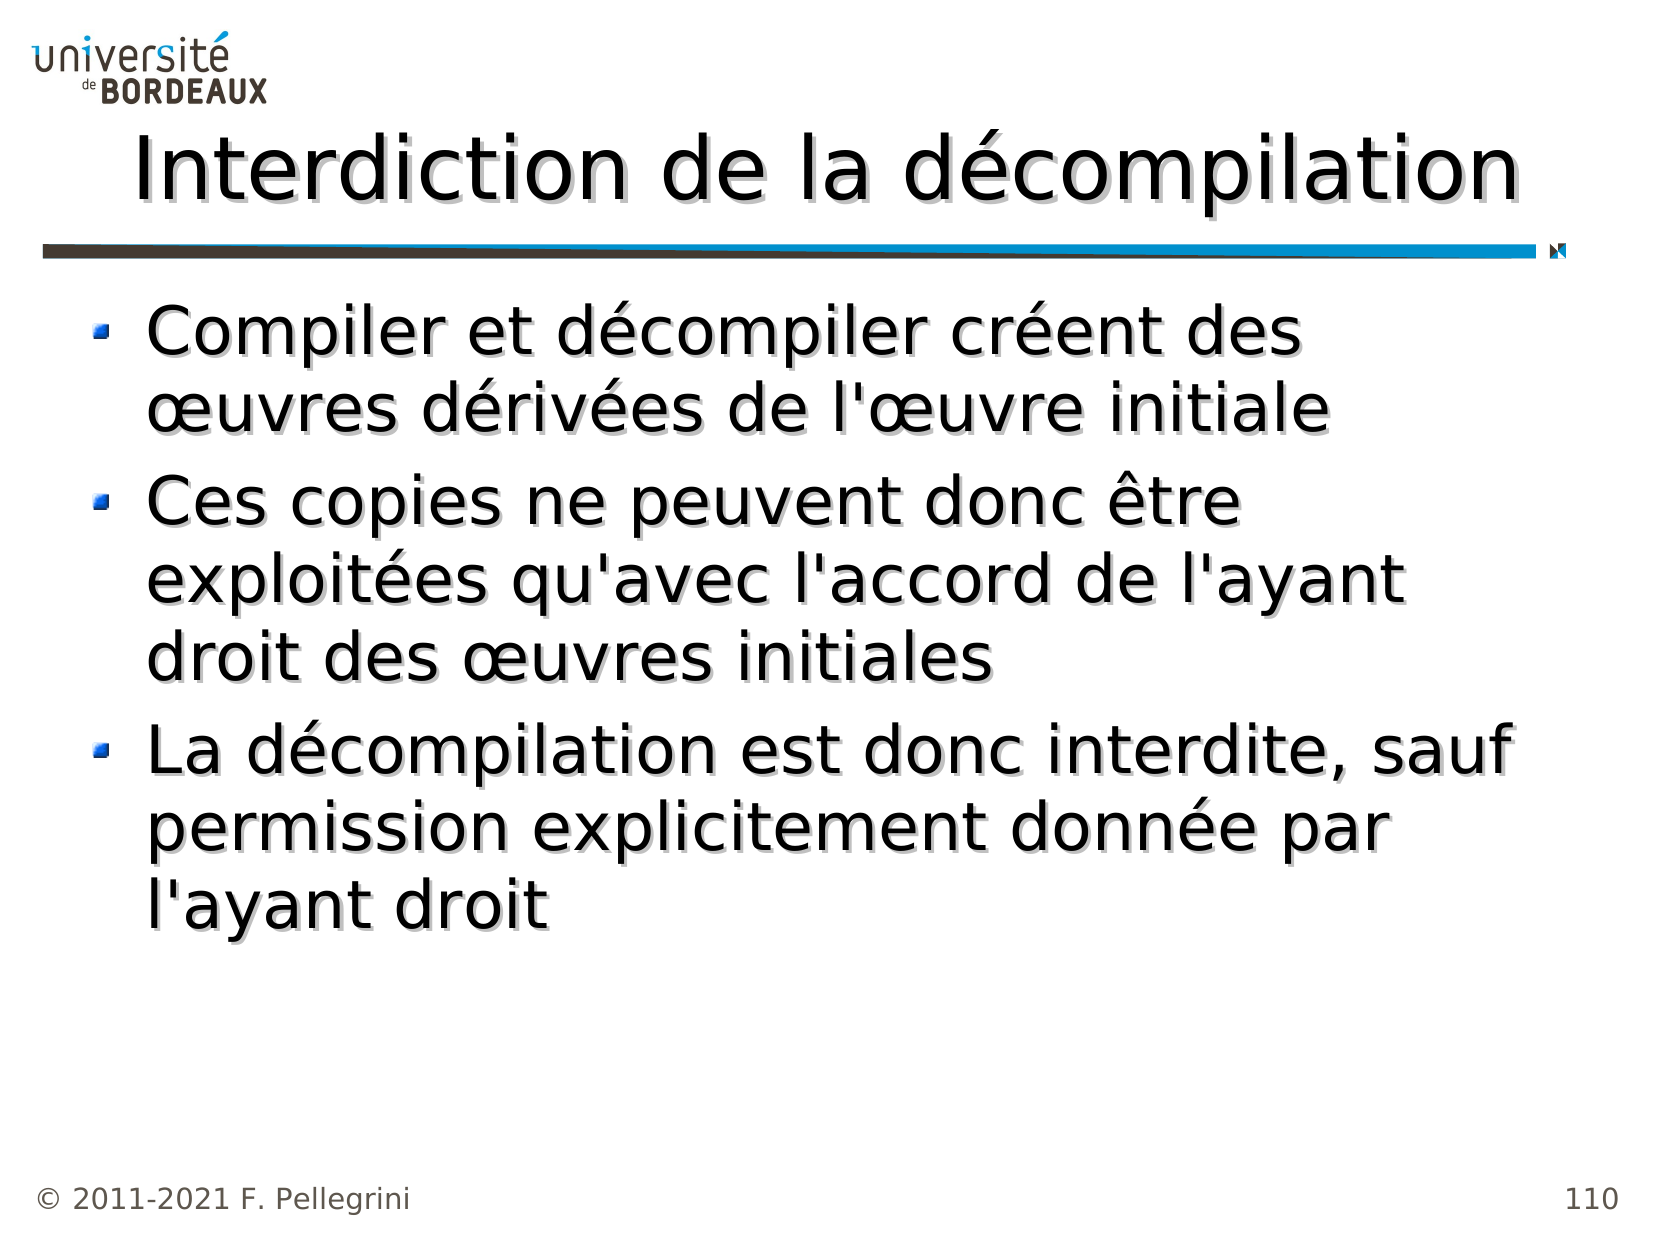 université
de BORDEAUX
Interdiction de la décompilation
Compiler et décompiler créent des
œuvres dérivées de l'œuvre initiale
Ces copies ne peuvent donc être
exploitées qu'avec l'accord de l'ayant
droit des œuvres initiales
La décompilation est donc interdite, sauf
permission explicitement donnée par
l'ayant droit
© 2011-2021 F. Pellegrini
110